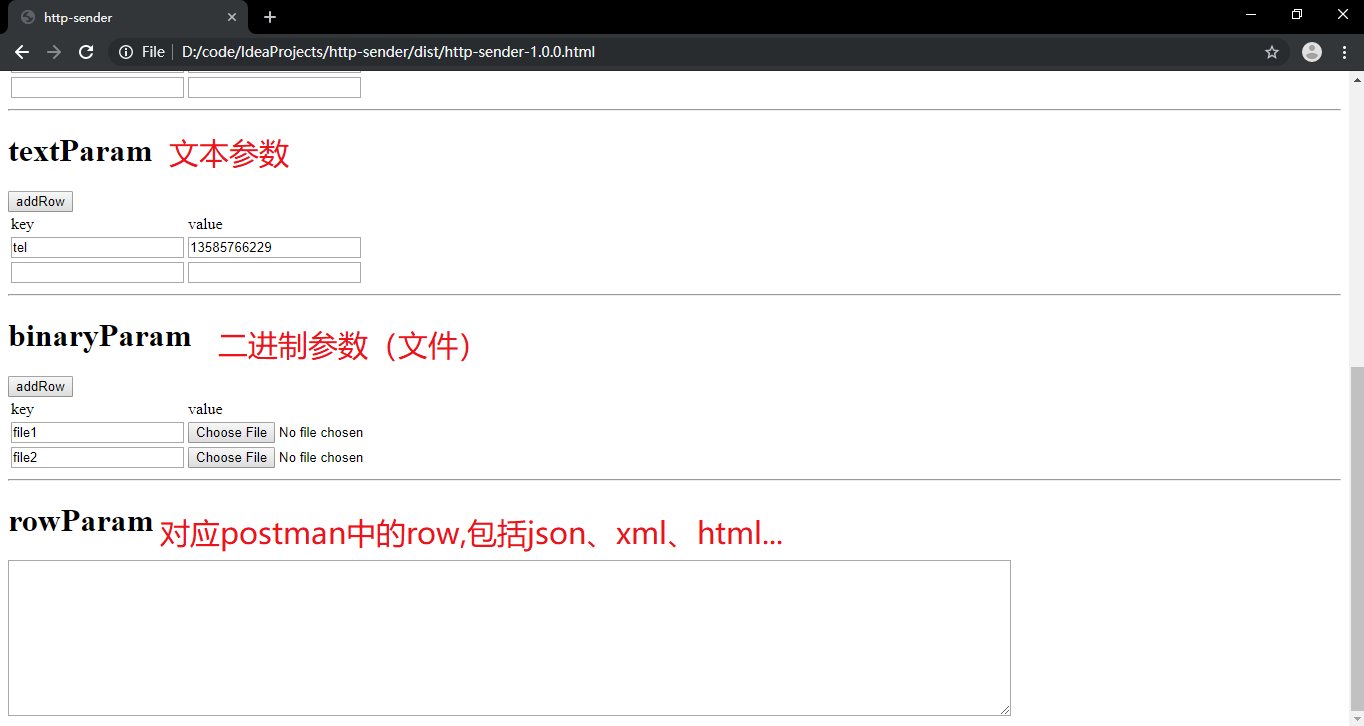 http-sender
File D:/code/IdeaProjects/http-sender/dist/http-sender-1.0.0.html
textParam 文本参数
addRow
key value
tel 13585766229
binaryParam 二进制参数（文件）
addRow
key value
file1 Choose File No file chosen
file2 Choose File No file chosen
rowParam 对应postman中的row,包括json、xml、html...